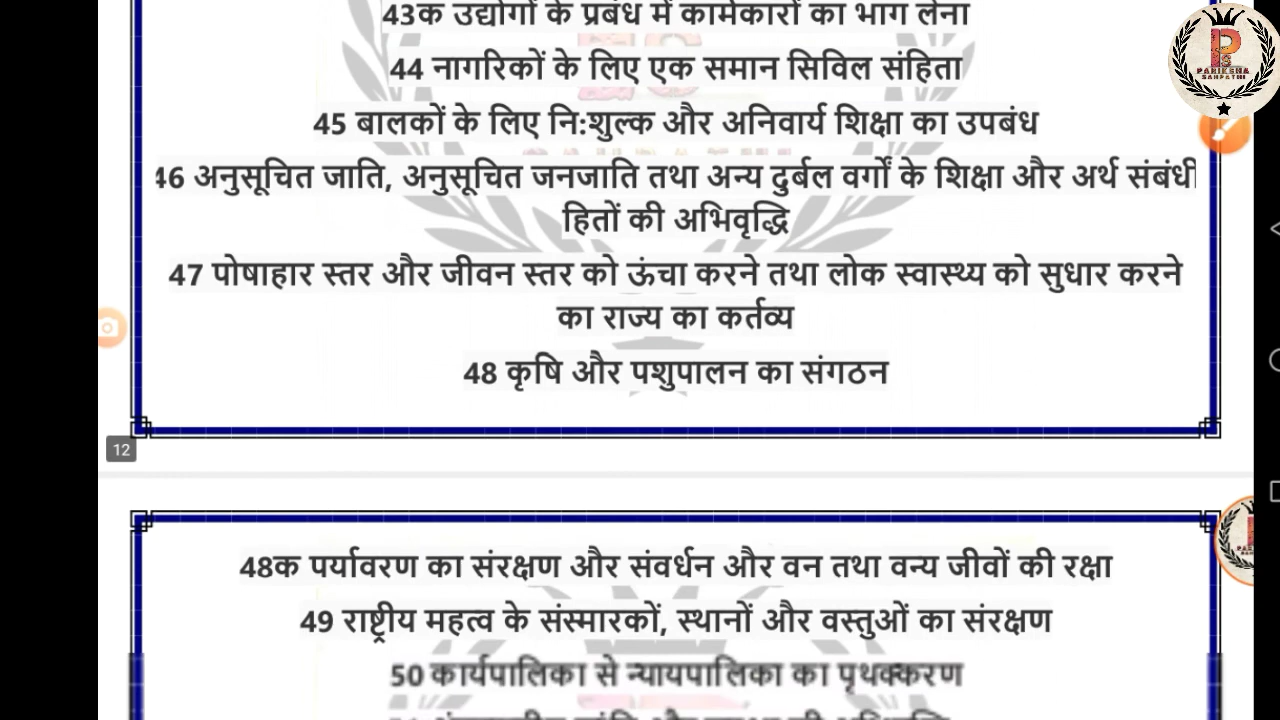 43क उद्योगों के प्रबंध में कर्मकारों का भाग लेना
44 नागरिकों के लिए एक समान सिविल संहिता
45 बालकों के लिए नि:शुल्क और अनिवार्य शिक्षा का उपबंध
46 अनुसूचित जाति, अनुसूचित जनजाति तथा अन्य दुर्बल वर्गों के शिक्षा और अर्थ संबंधी
हितों की अभिवृद्धि
47 पोषाहार स्तर और जीवन स्तर को ऊंचा करने तथा लोक स्वास्थ्य को सुधार करने
का राज्य का कर्तव्य
48 कृषि और पशुपालन का संगठन
12
48क पर्यावरण का संरक्षण और संवर्धन और वन तथा वन्य जीवों की रक्षा
49 राष्ट्रीय महत्व के संस्मारकों, स्थानों और वस्तुओं का संरक्षण
50 कार्यपालिका से न्यायपालिका का पृथक्करण
PARIKSHA
SAHPATHI